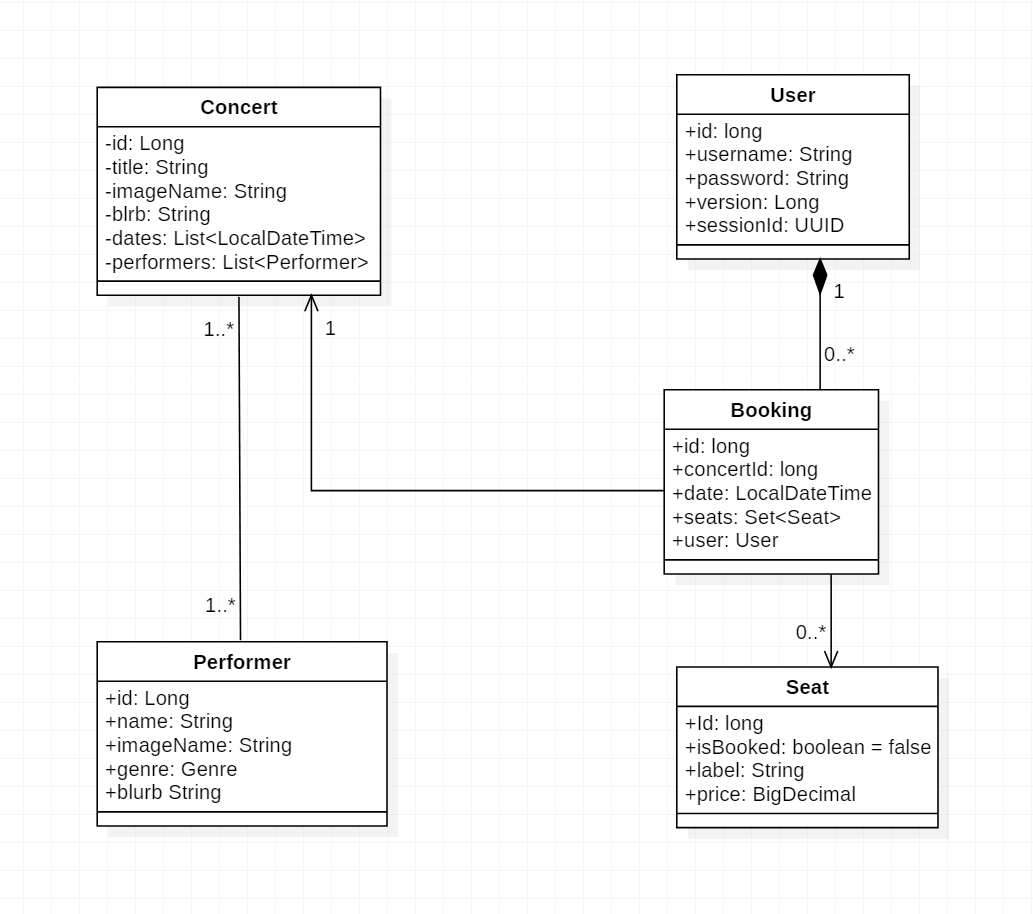 Concert
-id: Long
-title: String
-imageName: String
-blrb: String
-dates: List<LocalDateTime>
-performers: List<Performer>
User
+id: long
+username: String
+password: String
+version: Long
+sessionId: UUID
1..*
1
1
0..*
Booking
+id: long
+concertId: long
+date: LocalDateTime
+seats: Set<Seat>
+user: User
1..*
0..*
Performer
+id: Long
+name: String
+imageName: String
+genre: Genre
+blurb String
Seat
+Id: long
+isBooked: boolean = false
+label: String
+price: BigDecimal